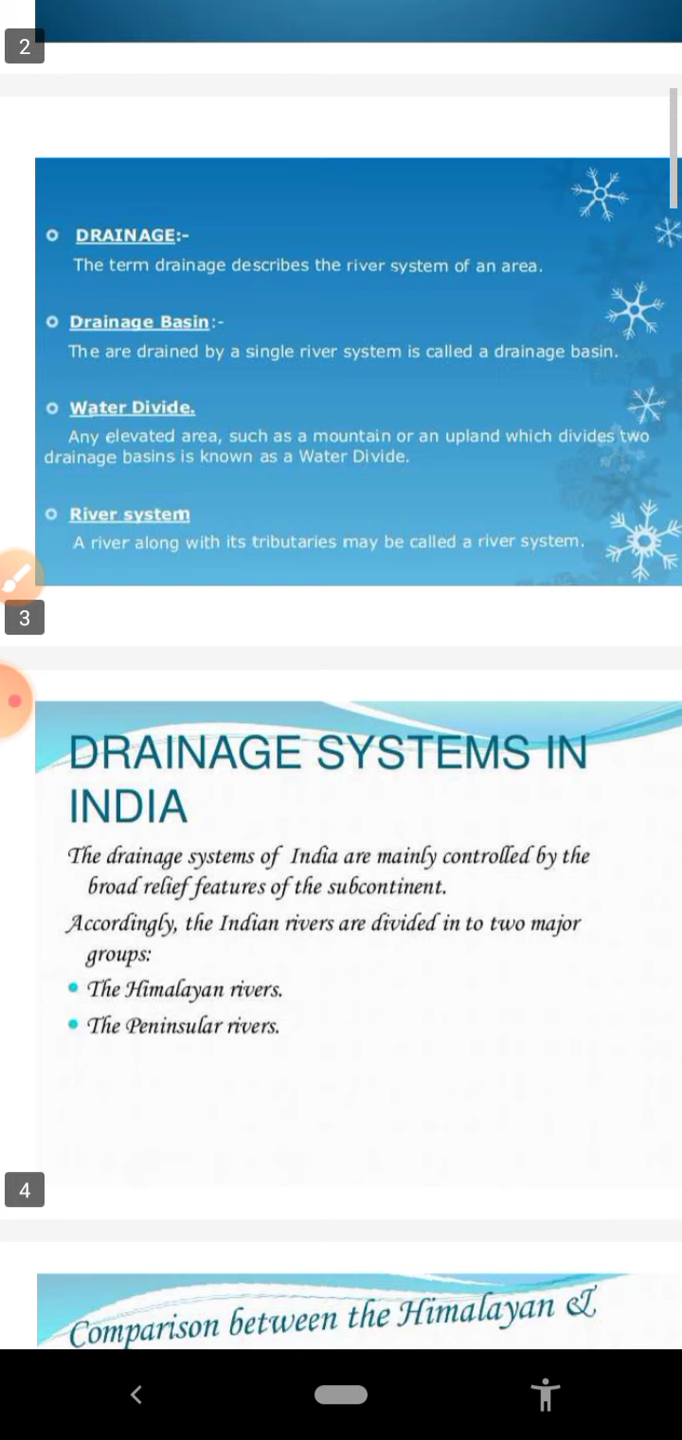 2
DRAINAGE:-
The term drainage describes the river system of an area.
Drainage Basin:-
The are drained by a single river system is called a drainage basin.
Water Divide.
Any elevated area, such as a mountain or an upland which divides two
drainage basins is known as a Water Divide.
River system
A river along with its tributaries may be called a river system.
3
DRAINAGE SYSTEMS IN
INDIA
The drainage systems of India are mainly controlled by the
broad relief features of the subcontinent.
Accordingly, the Indian rivers are divided in to two major
groups:
The Himalayan rivers.
The Peninsular rivers.
4
Comparison between the Himalayan &